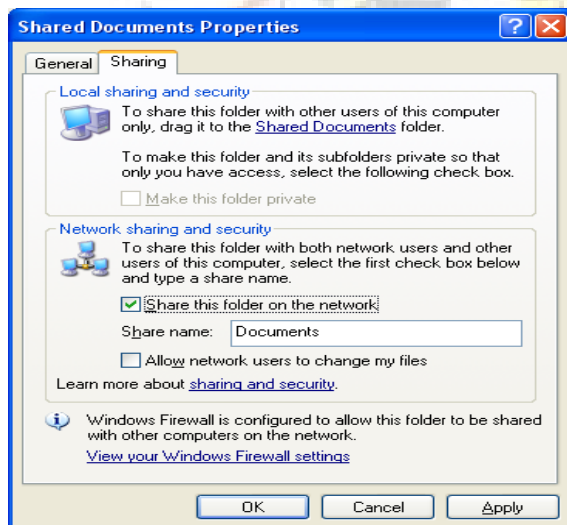 Shared Documents Properties
General Sharing
Local sharing and security
To share this folder with other users of this computer
only, drag it to the Shared Documents folder.
To make this folder and its subfolders private so that
only you have access, select the following check box.
Make this folder private
Network sharing and security
To share this folder with both network users and other
users of this computer, select the first check box below
and type a share name.
Share this folder on the network
Share name: Documents
Allow network users to change my files
Learn more about sharing and security.
Windows Firewall is configured to allow this folder to be shared
with other computers on the network.
View your Windows Firewall settings
OK Cancel Apply